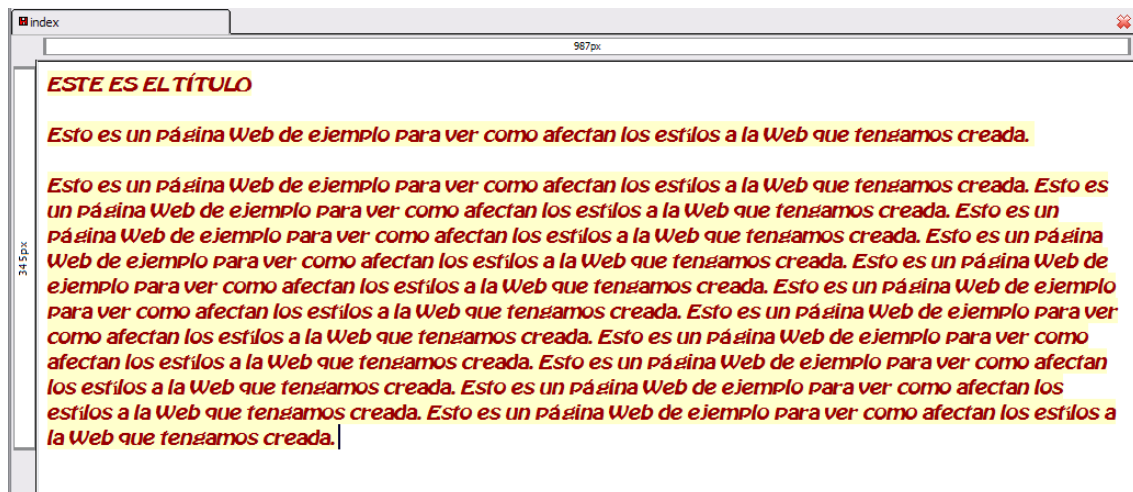 index
987px
345px
ESTE ES EL TÍTULO
Esto es un página Web de ejemplo para ver como afectan los estilos a la Web que tengamos creada.
Esto es un página Web de ejemplo para ver como afectan los estilos a la Web que tengamos creada. Esto es
un página Web de ejemplo para ver como afectan los estilos a la Web que tengamos creada. Esto es un
página Web de ejemplo para ver como afectan los estilos a la Web que tengamos creada. Esto es un página
Web de ejemplo para ver como afectan los estilos a la Web que tengamos creada. Esto es un página Web de
ejemplo para ver como afectan los estilos a la Web que tengamos creada. Esto es un página Web de ejemplo
para ver como afectan los estilos a la Web que tengamos creada. Esto es un página Web de ejemplo para ver
como afectan los estilos a la Web que tengamos creada. Esto es un página Web de ejemplo para ver como
afectan los estilos a la Web que tengamos creada. Esto es un página Web de ejemplo para ver como afectan
los estilos a la Web que tengamos creada. Esto es un página Web de ejemplo para ver como afectan los
estilos a la Web que tengamos creada. Esto es un página Web de ejemplo para ver como afectan los estilos a
la Web que tengamos creada.